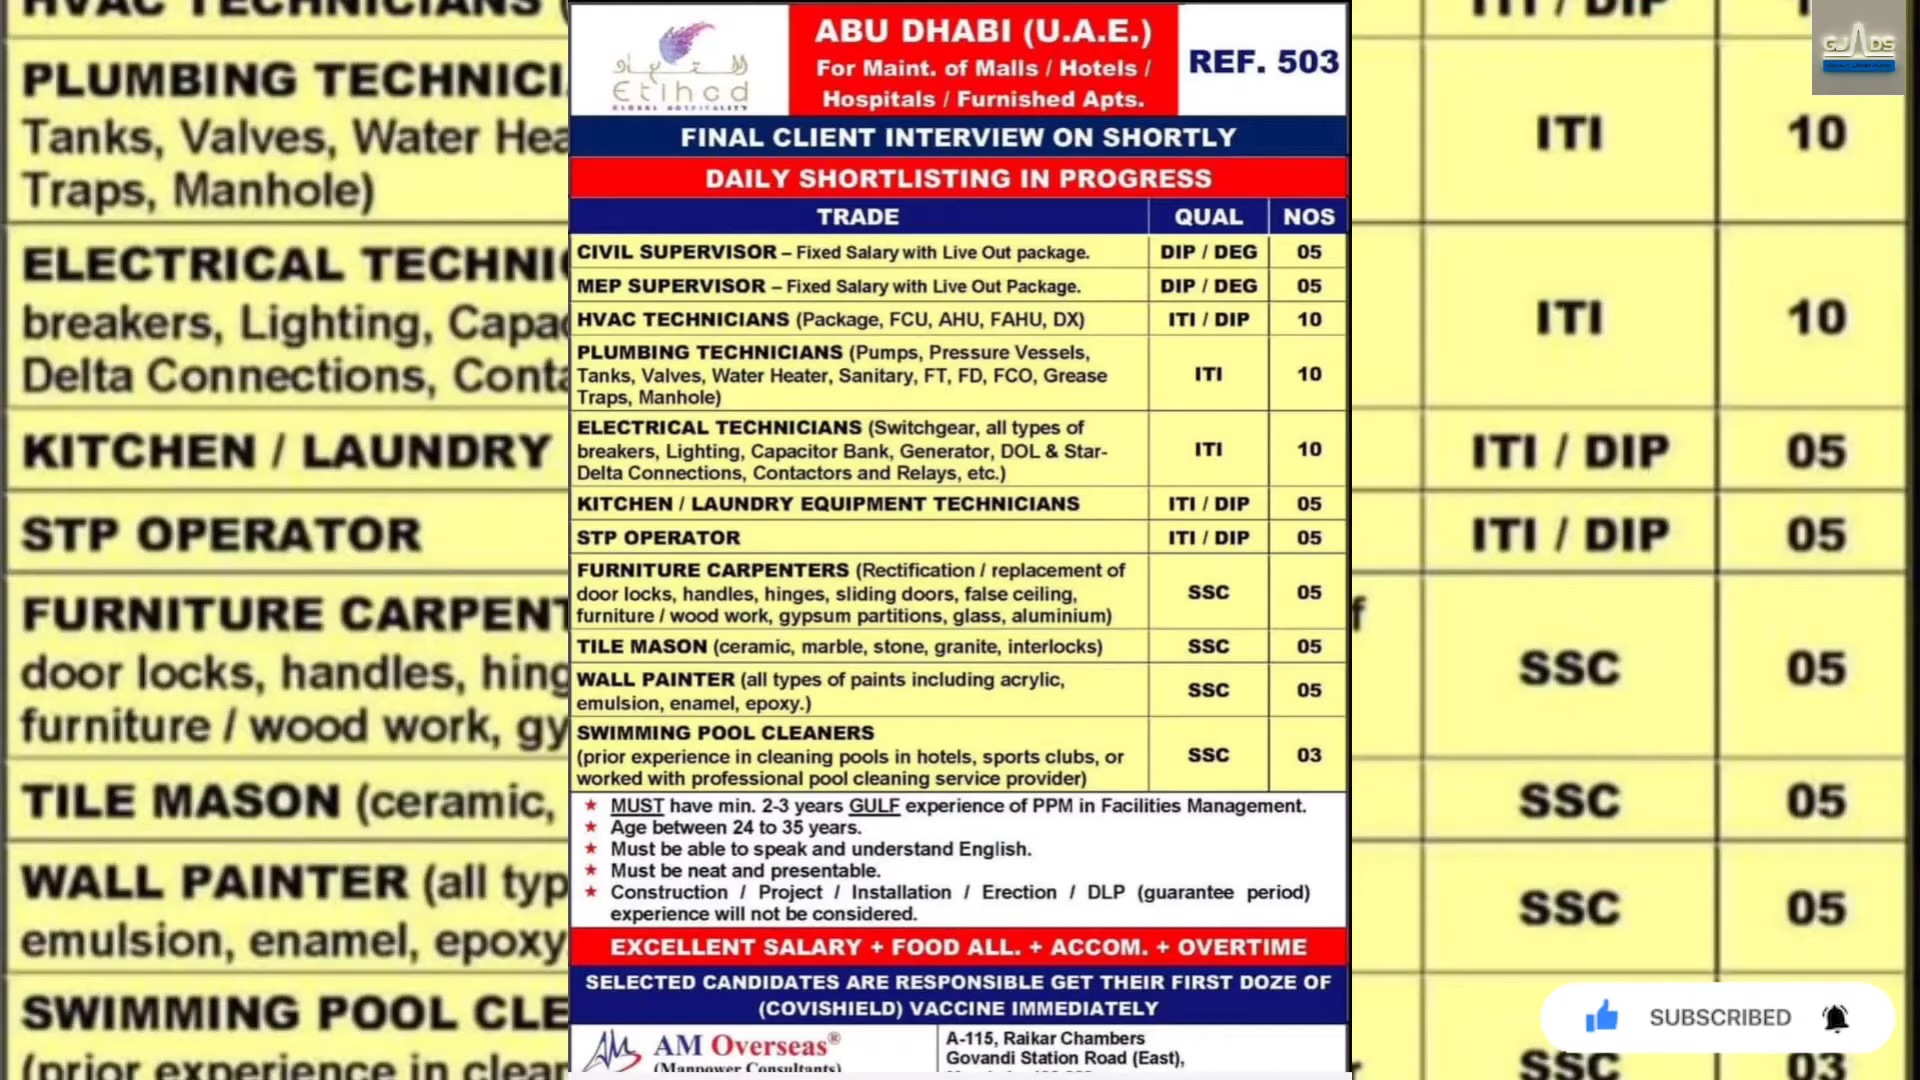 الاتحاد
Etihad
GLOBAL HOSPITALITY
ABU DHABI (U.A.E.)
For Maint. of Malls / Hotels /
Hospitals / Furnished Apts.
REF. 503
FINAL CLIENT INTERVIEW ON SHORTLY
DAILY SHORTLISTING IN PROGRESS
TRADE QUAL NOS
CIVIL SUPERVISOR – Fixed Salary with Live Out package. DIP / DEG 05
MEP SUPERVISOR – Fixed Salary with Live Out Package. DIP / DEG 05
HVAC TECHNICIANS (Package, FCU, AHU, FAHU, DX) ITI / DIP 10
PLUMBING TECHNICIANS (Pumps, Pressure Vessels,
Tanks, Valves, Water Heater, Sanitary, FT, FD, FCO, Grease ITI 10
Traps, Manhole)
ELECTRICAL TECHNICIANS (Switchgear, all types of
breakers, Lighting, Capacitor Bank, Generator, DOL & Star- ITI 10
Delta Connections, Contactors and Relays, etc.)
KITCHEN / LAUNDRY EQUIPMENT TECHNICIANS ITI / DIP 05
STP OPERATOR ITI / DIP 05
FURNITURE CARPENTERS (Rectification / replacement of
door locks, handles, hinges, sliding doors, false ceiling, SSC 05
furniture / wood work, gypsum partitions, glass, aluminium)
TILE MASON (ceramic, marble, stone, granite, interlocks) SSC 05
WALL PAINTER (all types of paints including acrylic, SSC 05
emulsion, enamel, epoxy.)
SWIMMING POOL CLEANERS
(prior experience in cleaning pools in hotels, sports clubs, or SSC 03
worked with professional pool cleaning service provider)
★ MUST have min. 2-3 years GULF experience of PPM in Facilities Management.
★ Age between 24 to 35 years.
★ Must be able to speak and understand English.
★ Must be neat and presentable.
★ Construction / Project / Installation / Erection / DLP (guarantee period)
experience will not be considered.
EXCELLENT SALARY + FOOD ALL. + ACCOM. + OVERTIME
SELECTED CANDIDATES ARE RESPONSIBLE GET THEIR FIRST DOZE OF
(COVISHIELD) VACCINE IMMEDIATELY
AM Overseas®
(Manpower Consultants)
A-115, Raikar Chambers
Govandi Station Road (East),
HVAC TECHNICIANS
PLUMBING TECHNICI
Tanks, Valves, Water Hea ITI 10
Traps, Manhole)
ELECTRICAL TECHNI
breakers, Lighting, Capa ITI 10
Delta Connections, Conta
KITCHEN / LAUNDRY ITI / DIP 05
STP OPERATOR ITI / DIP 05
FURNITURE CARPENT
door locks, handles, hing SSC 05
furniture / wood work, gy
TILE MASON (ceramic, SSC 05
WALL PAINTER (all typ SSC 05
emulsion, enamel, epoxy
SWIMMING POOL CLE
(prior experience in clean SSC 03
GJADS
SUBSCRIBED